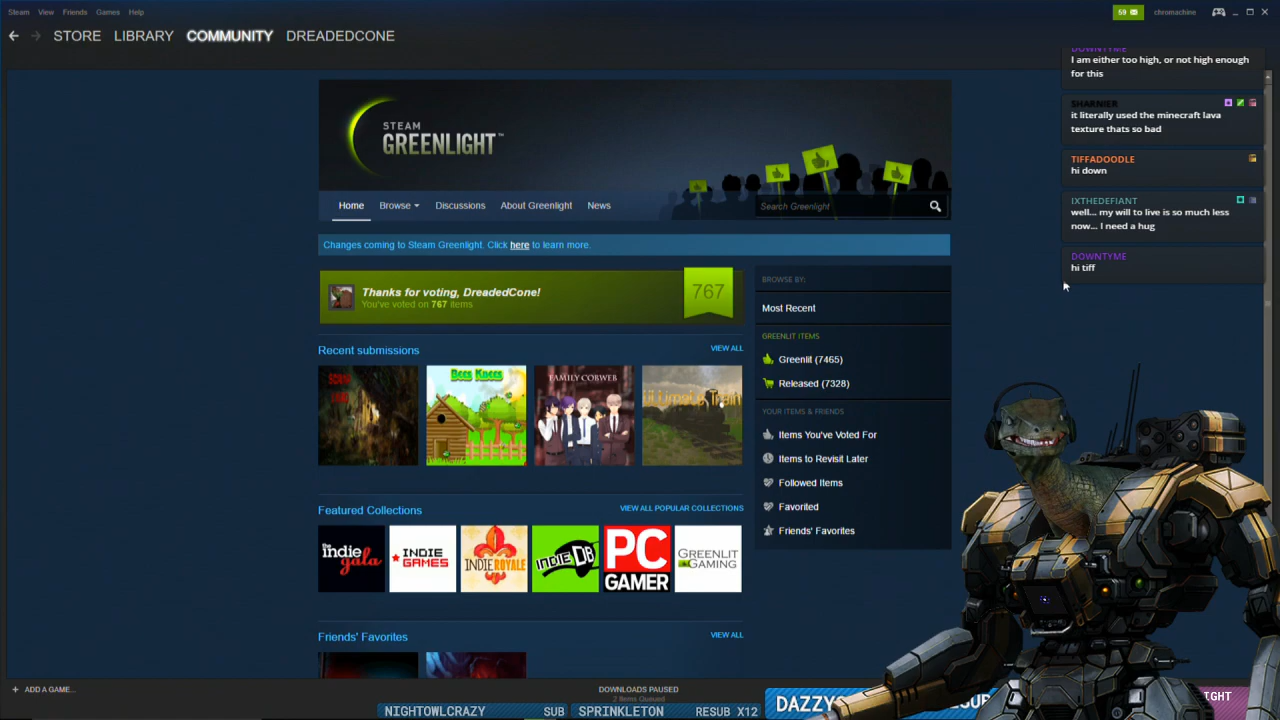 Steam View Friends Games Help
59
chromachine
STORE LIBRARY COMMUNITY DREADEDCONE
STEAM
GREENLIGHT™
Home Browse Discussions About Greenlight News
Search Greenlight
Changes coming to Steam Greenlight. Click here to learn more.
Thanks for voting, DreadedCone!
You've voted on 767 items
767
Recent submissions
VIEW ALL
BEES KNEES
FAMILY COBWEB
Featured Collections
VIEW ALL POPULAR COLLECTIONS
the
indie
gala
INDIE
GAMES
INDIE ROYALE
INDIE DB
PC
GAMER
GREENLIT
GAMING
Friends' Favorites
VIEW ALL
BROWSE BY:
Most Recent
GREENLIT ITEMS
Greenlit (7465)
Released (7328)
YOUR ITEMS & FRIENDS
Items You've Voted For
Items to Revisit Later
Followed Items
Favorited
Friends' Favorites
DOWNTYME
I am either too high, or not high enough
for this
SHARNIER
it literally used the minecraft lava
texture thats so bad
TIFFADOODLE
hi down
IXTHEDEFIANT
well... my will to live is so much less
now... I need a hug
DOWNTYME
hi tiff
+ ADD A GAME...
DOWNLOADS PAUSED
2 Items Queued
NIGHTOWLCRAZY SUB
SPRINKLETON RESUB X12